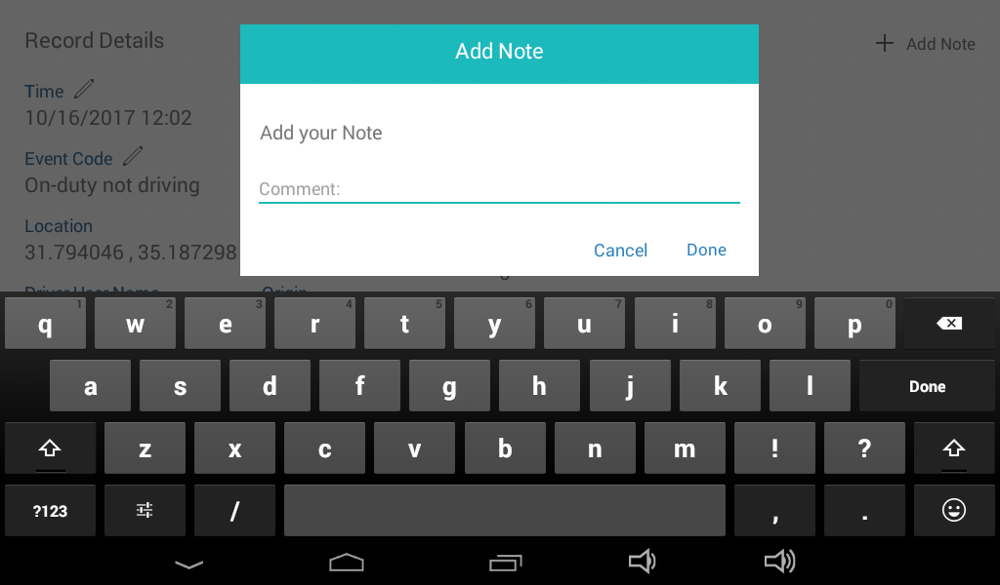 Record Details
Add Note
Add Note
Time
10/16/2017 12:02
Add your Note
Event Code
On-duty not driving
Comment:
Location
31.794046 , 35.187298
Cancel
Done
Driver User Name
Origin
q 1 w 2 e 3 r 4 t 5 y 6 u 7 i 8 o 9 p 0
a s d f g h j k l Done
z x c v b n m ! ?
?123 / , .